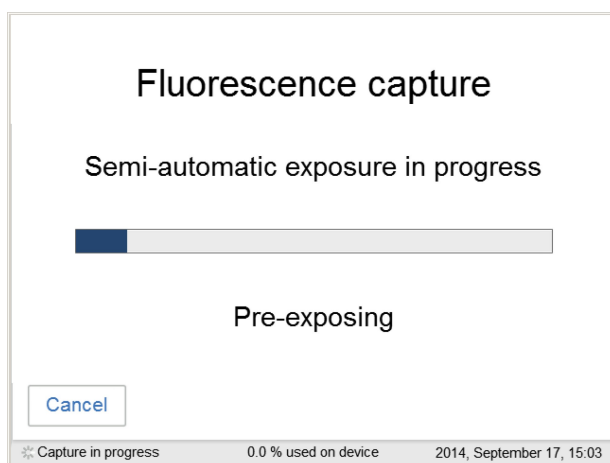 Fluorescence capture
Semi-automatic exposure in progress
Pre-exposing
Cancel
Capture in progress 0.0 % used on device 2014, September 17, 15:03